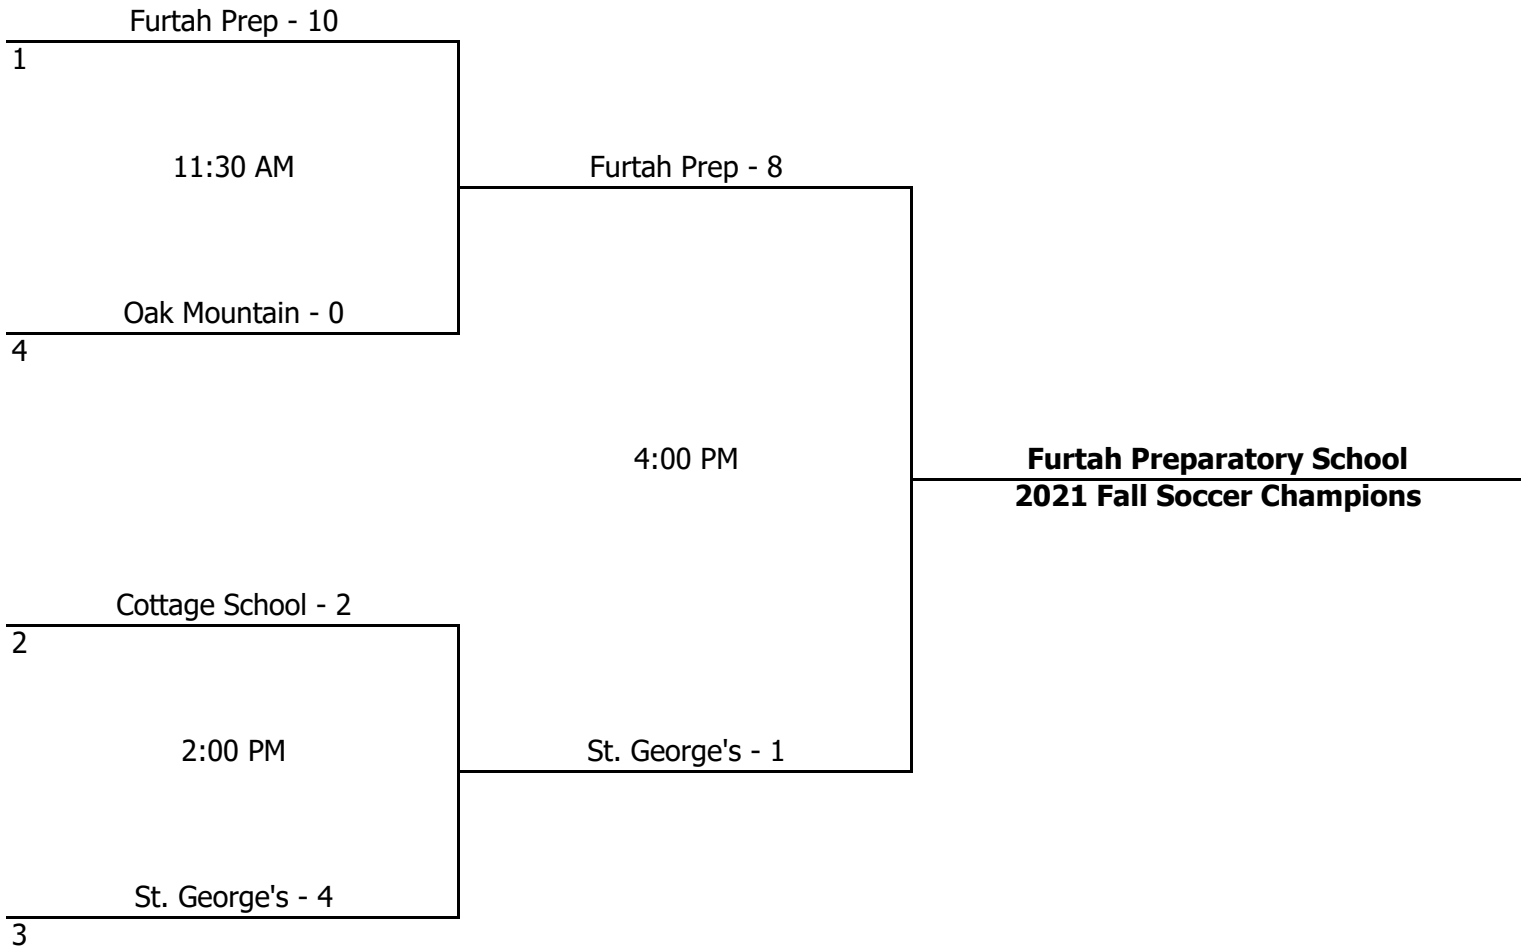 Furtah Prep - 10
1
11:30 AM
Furtah Prep - 8
Oak Mountain - 0
4
4:00 PM
Furtah Preparatory School
2021 Fall Soccer Champions
Cottage School - 2
2
2:00 PM
St. George's - 1
St. George's - 4
3